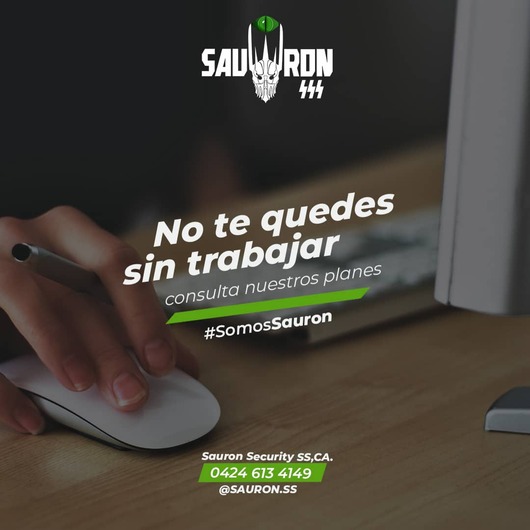 SAURON
SSS
No te quedes
sin trabajar
consulta nuestros planes
#SomosSauron
Sauron Security SS,CA.
0424 613 4149
@SAURON.SS